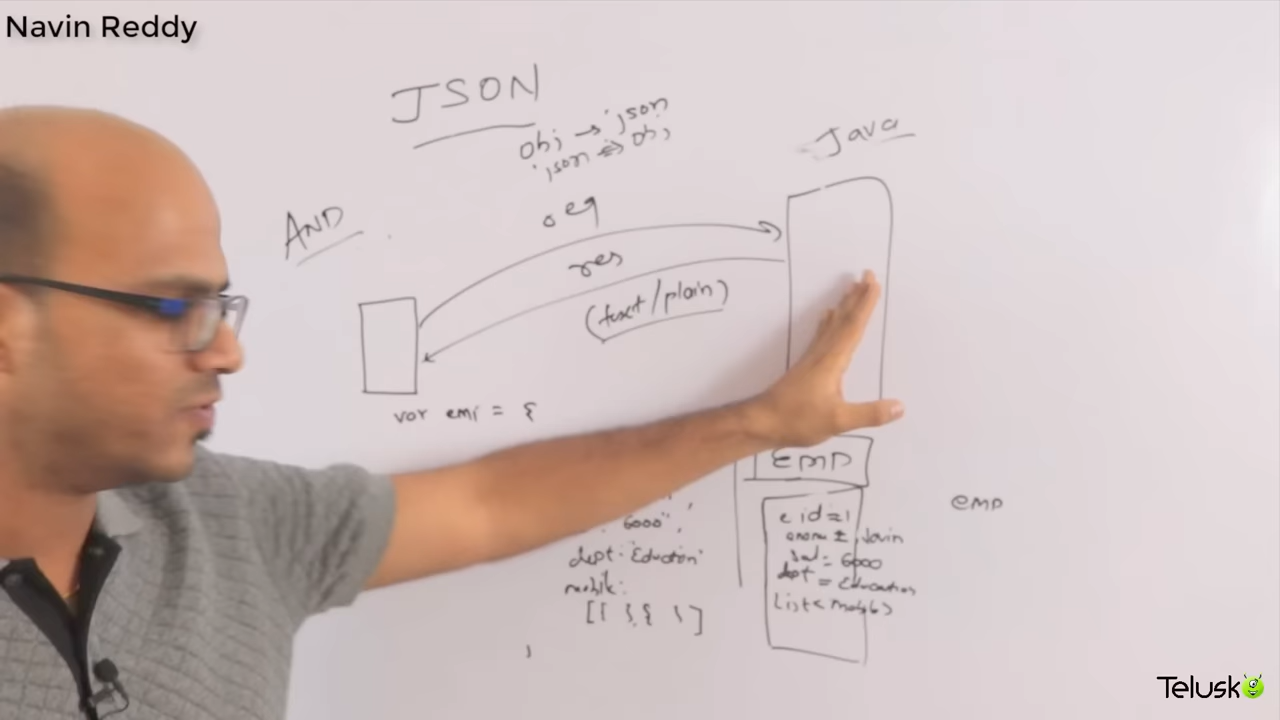 Navin Reddy
JSON
obj → json
json => obj
Java
AND
req
res
(text/plain)
var emp = {
EMP
emp
6000",
dept: Education'
mobile:
[{ },{ }]
e id=1
ename = Navin
sal = 6000
dept = Education
List<Mobile>
Telusko